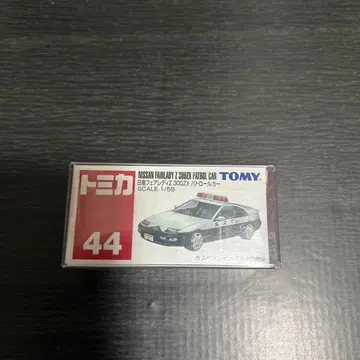 トミカ
44
NISSAN FAIRLADY Z 300ZX PATROL CAR
日産フェアレディZ 300ZX パトロールカー
SCALE 1/59
TOMY